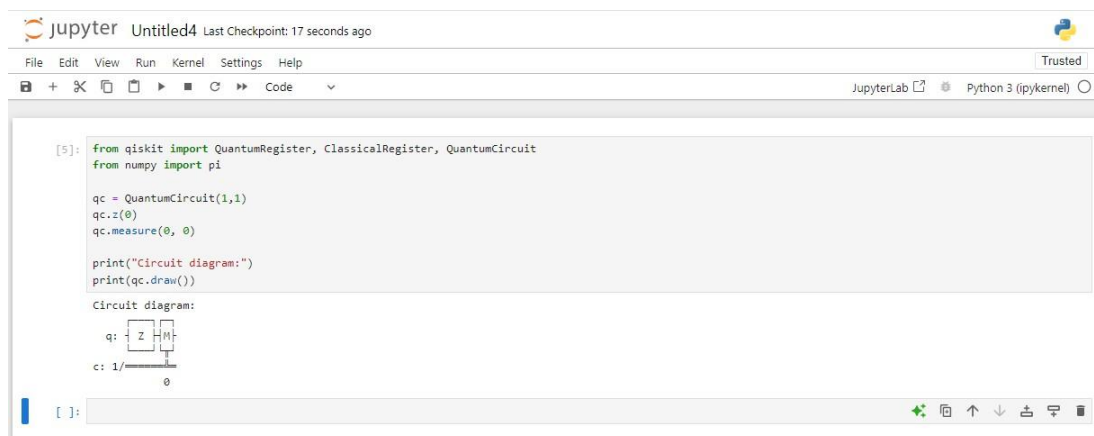 jupyter Untitled4 Last Checkpoint: 17 seconds ago
File Edit View Run Kernel Settings Help
Trusted
Code
JupyterLab Python 3 (ipykernel)
[5]: from qiskit import QuantumRegister, ClassicalRegister, QuantumCircuit
from numpy import pi
qc = QuantumCircuit(1,1)
qc.z(0)
qc.measure(0, 0)
print("Circuit diagram:")
print(qc.draw())
Circuit diagram:
q: ┤ Z ├┤M├
c: 1/══════╩═
0
[ ]: